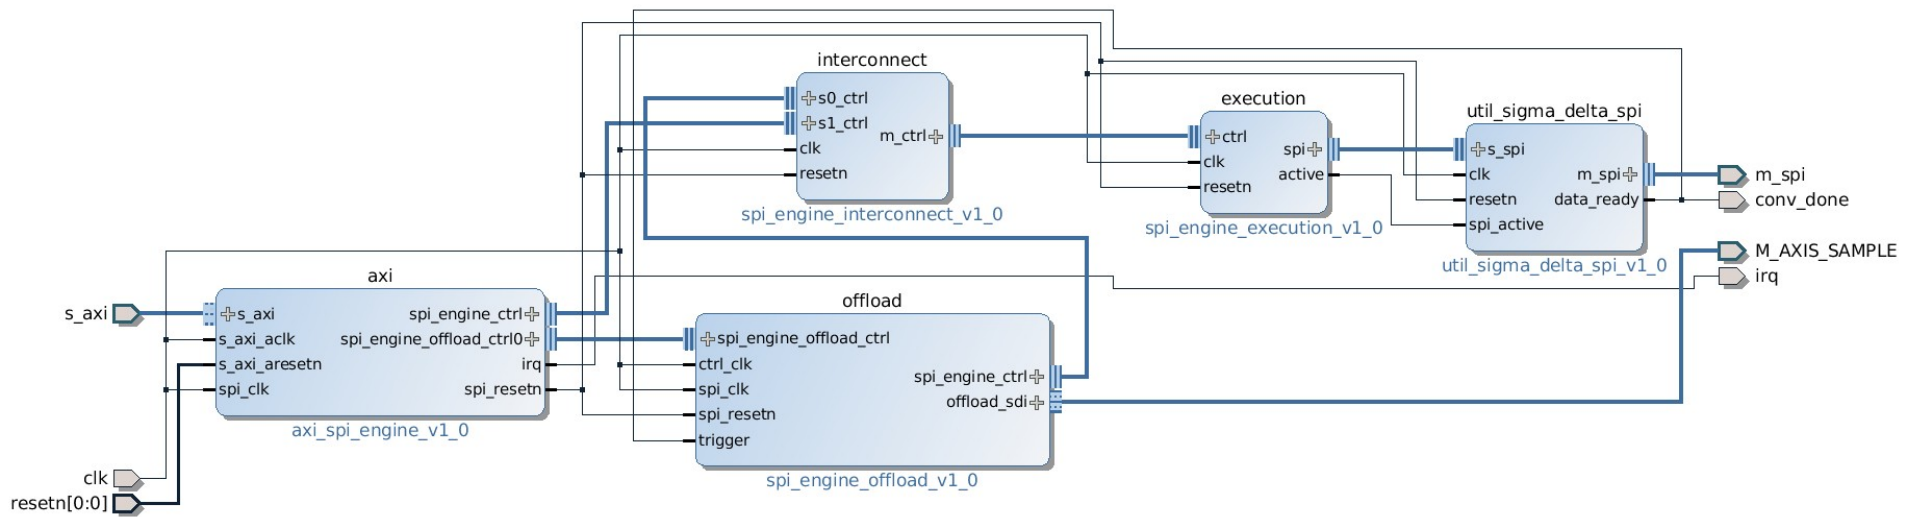 interconnect
s0_ctrl
s1_ctrl
m_ctrl
clk
resetn
spi_engine_interconnect_v1_0
execution
ctrl
clk
resetn
spi
active
spi_engine_execution_v1_0
util_sigma_delta_spi
s_spi
clk
resetn
spi_active
m_spi
data_ready
util_sigma_delta_spi_v1_0
m_spi
conv_done
M_AXIS_SAMPLE
irq
axi
s_axi
s_axi
s_axi_aclk
s_axi_aresetn
spi_clk
spi_engine_ctrl
spi_engine_offload_ctrl0
irq
spi_resetn
axi_spi_engine_v1_0
offload
spi_engine_offload_ctrl
ctrl_clk
spi_clk
spi_resetn
trigger
spi_engine_ctrl
offload_sdi
spi_engine_offload_v1_0
clk
resetn[0:0]